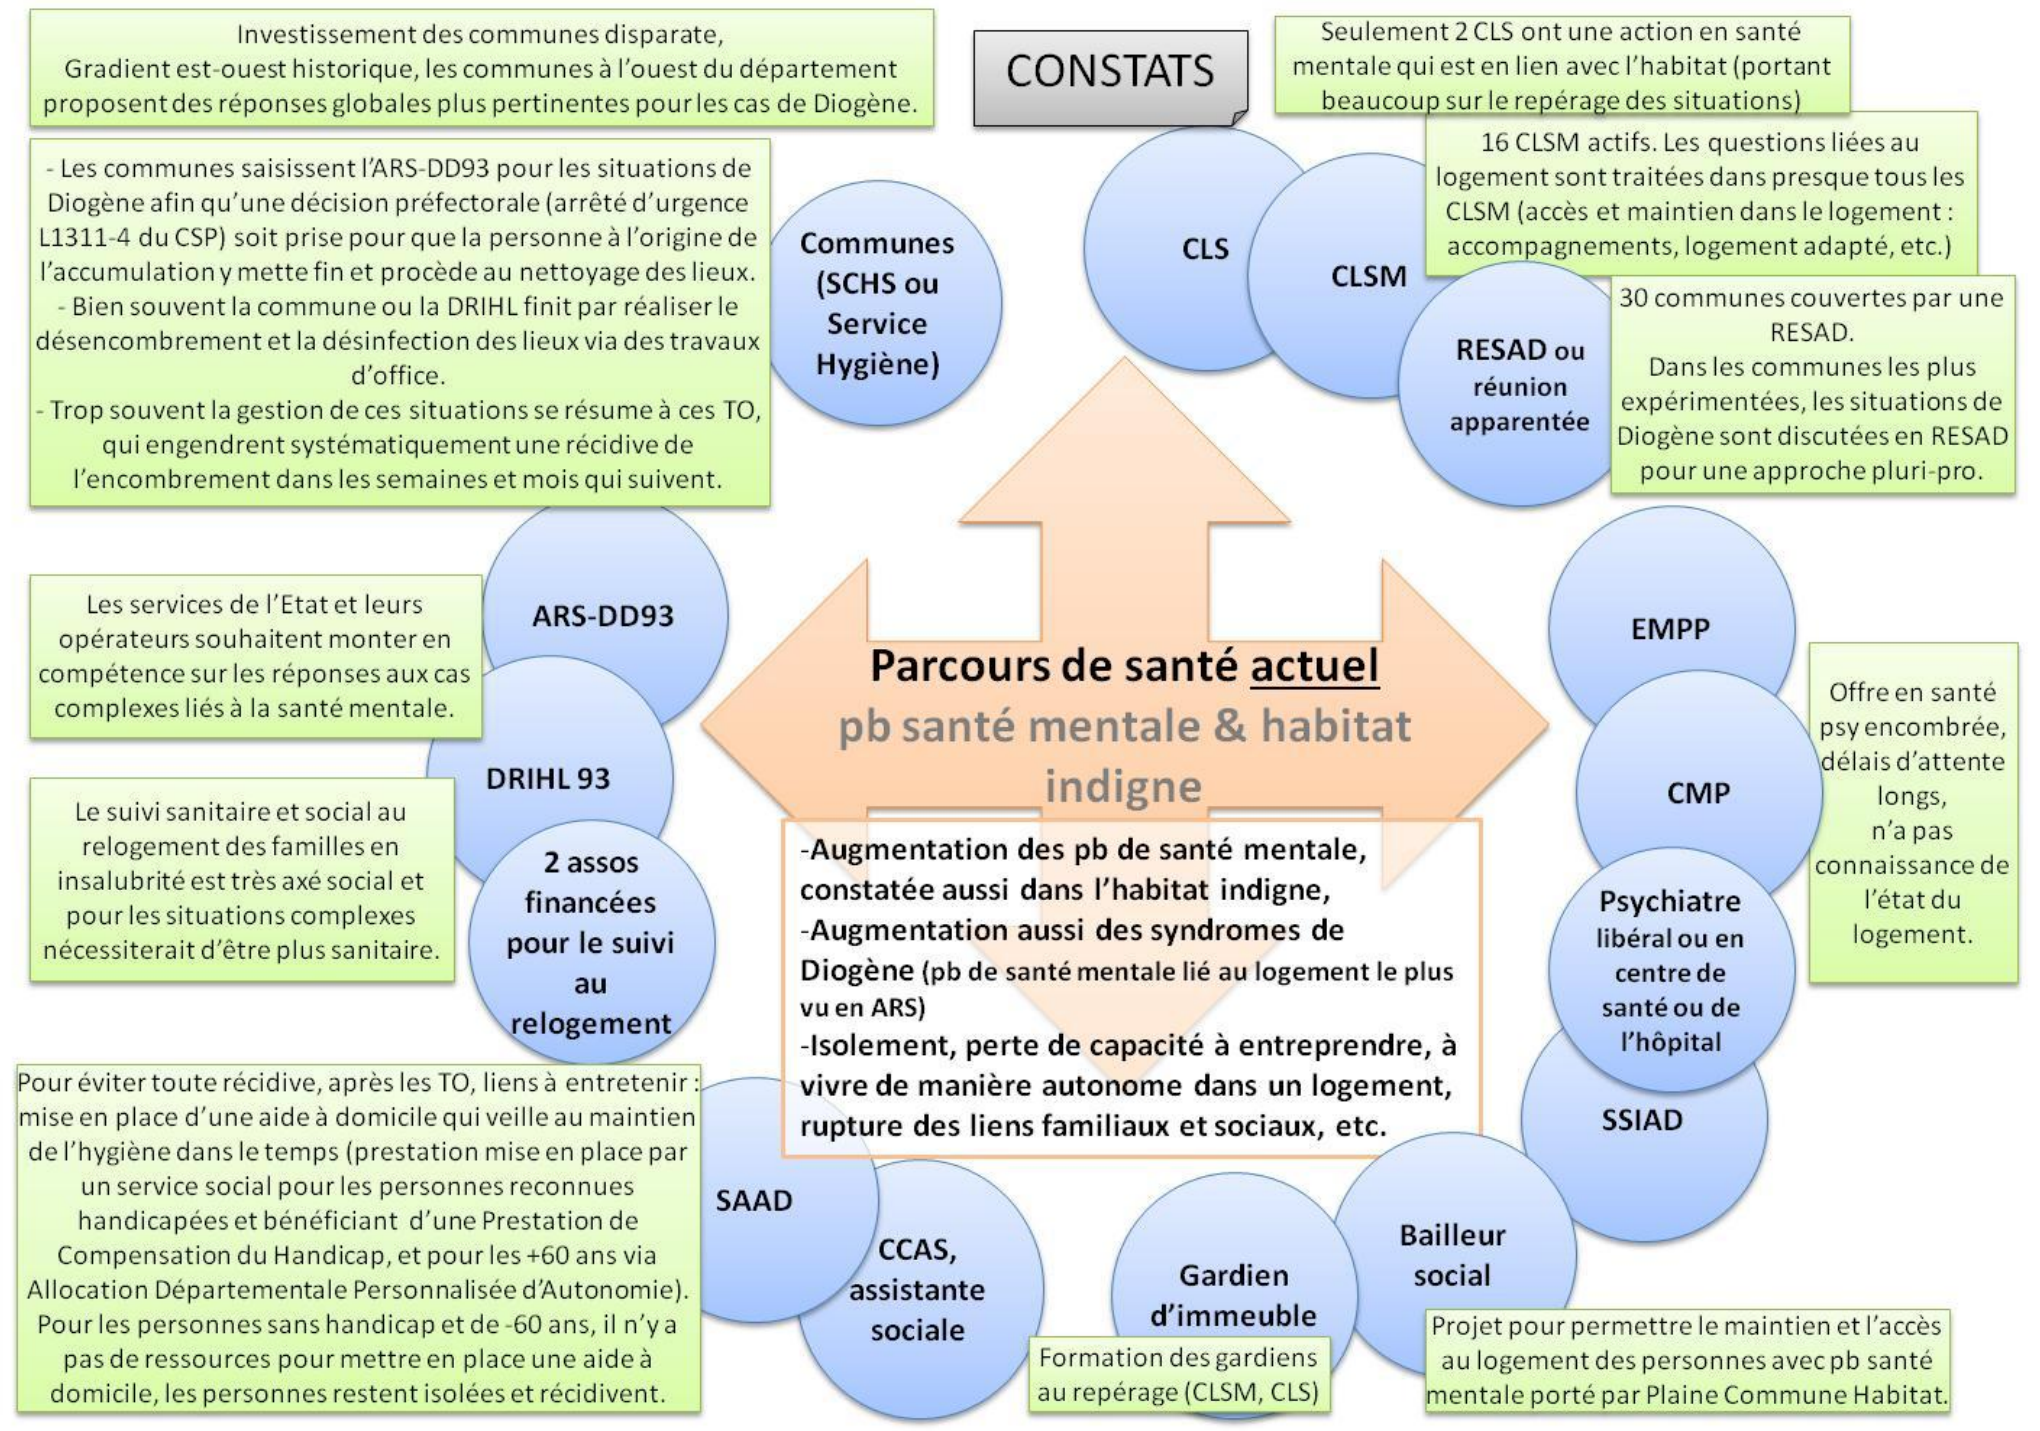 Investissement des communes disparate,
Gradient est-ouest historique, les communes à l'ouest du département
proposent des réponses globales plus pertinentes pour les cas de Diogène.
CONSTATS
Seulement 2 CLS ont une action en santé
mentale qui est en lien avec l'habitat (portant
beaucoup sur le repérage des situations)
- Les communes saisissent l'ARS-DD93 pour les situations de
Diogène afin qu'une décision préfectorale (arrêté d'urgence
L1311-4 du CSP) soit prise pour que la personne à l'origine de
l'accumulation y mette fin et procède au nettoyage des lieux.
- Bien souvent la commune ou la DRIHL finit par réaliser le
désencombrement et la désinfection des lieux via des travaux
d'office.
- Trop souvent la gestion de ces situations se résume à ces TO,
qui engendrent systématiquement une récidive de
l'encombrement dans les semaines et mois qui suivent.
Communes
(SCHS ou
Service
Hygiène)
CLS
CLSM
16 CLSM actifs. Les questions liées au
logement sont traitées dans presque tous les
CLSM (accès et maintien dans le logement :
accompagnements, logement adapté, etc.)
RESAD ou
réunion
apparentée
30 communes couvertes par une
RESAD.
Dans les communes les plus
expérimentées, les situations de
Diogène sont discutées en RESAD
pour une approche pluri-pro.
Les services de l'Etat et leurs
opérateurs souhaitent monter en
compétence sur les réponses aux cas
complexes liés à la santé mentale.
ARS-DD93
DRIHL 93
Le suivi sanitaire et social au
relogement des familles en
insalubrité est très axé social et
pour les situations complexes
nécessiterait d'être plus sanitaire.
2 assos
financées
pour le suivi
au
relogement
Parcours de santé actuel
pb santé mentale & habitat
indigne
-Augmentation des pb de santé mentale,
constatée aussi dans l'habitat indigne,
-Augmentation aussi des syndromes de
Diogène (pb de santé mentale lié au logement le plus
vu en ARS)
-Isolement, perte de capacité à entreprendre, à
vivre de manière autonome dans un logement,
rupture des liens familiaux et sociaux, etc.
EMPP
CMP
Psychiatre
libéral ou en
centre de
santé ou de
l'hôpital
Offre en santé
psy encombrée,
délais d'attente
longs,
n'a pas
connaissance de
l'état du
logement.
SSIAD
Pour éviter toute récidive, après les TO, liens à entretenir :
mise en place d'une aide à domicile qui veille au maintien
de l'hygiène dans le temps (prestation mise en place par
un service social pour les personnes reconnues
handicapées et bénéficiant d'une Prestation de
Compensation du Handicap, et pour les +60 ans via
Allocation Départementale Personnalisée d'Autonomie).
Pour les personnes sans handicap et de -60 ans, il n'y a
pas de ressources pour mettre en place une aide à
domicile, les personnes restent isolées et récidivent.
SAAD
CCAS,
assistante
sociale
Gardien
d'immeuble
Formation des gardiens
au repérage (CLSM, CLS)
Bailleur
social
Projet pour permettre le maintien et l'accès
au logement des personnes avec pb santé
mentale porté par Plaine Commune Habitat.